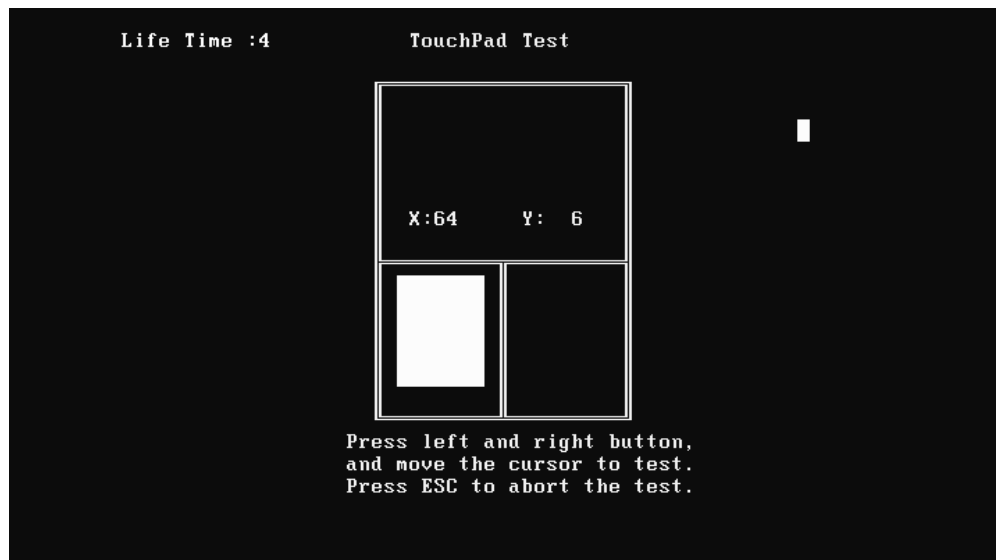 Life Time :4 TouchPad Test
X:64 Y: 6
Press left and right button,
and move the cursor to test.
Press ESC to abort the test.